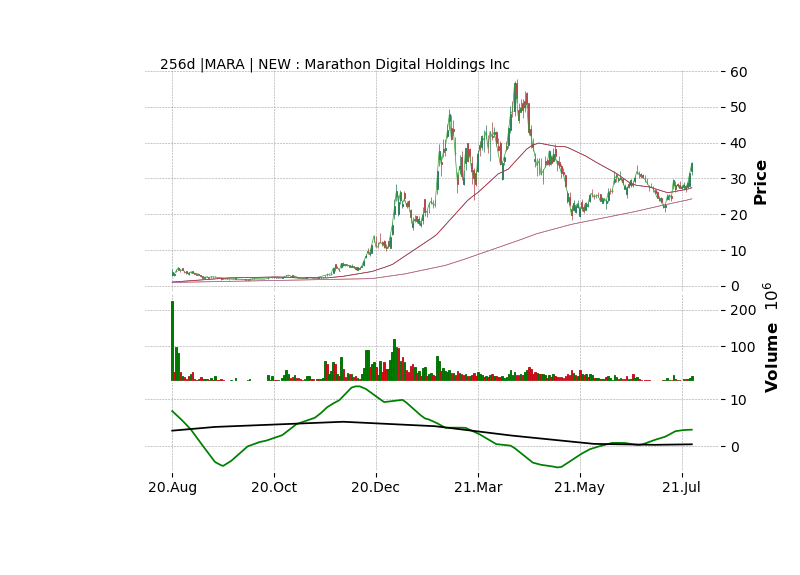 256d |MARA | NEW : Marathon Digital Holdings Inc
60
50
40
30
20
10
0
Price
200
100
Volume 10^6
10
0
20.Aug 20.Oct 20.Dec 21.Mar 21.May 21.Jul